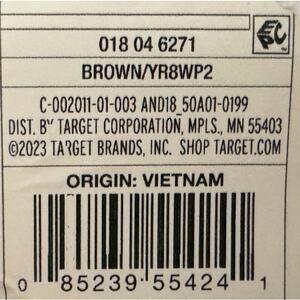 EPC
018 04 6271
BROWN/YR8WP2
C-002011-01-003 AND18_50A01-0199
DIST. BY TARGET CORPORATION, MPLS., MN 55403
©2023 TARGET BRANDS, INC. SHOP TARGET.COM
ORIGIN: VIETNAM
0 85239 55424 1